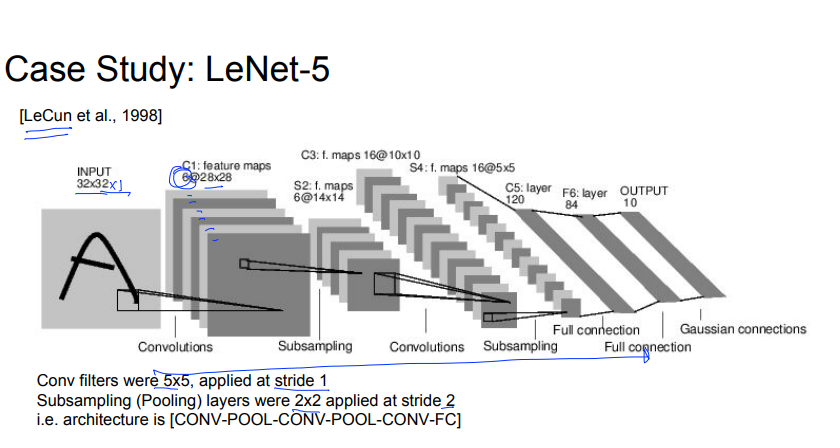 Case Study: LeNet-5
[LeCun et al., 1998]
INPUT
32x32x1
C1: feature maps
6@28x28
S2: f. maps
6@14x14
C3: f. maps 16@10x10
S4: f. maps 16@5x5
C5: layer
120
F6: layer
84
OUTPUT
10
Convolutions
Subsampling
Convolutions
Subsampling
Full connection
Full connection
Gaussian connections
Conv filters were 5x5, applied at stride 1
Subsampling (Pooling) layers were 2x2 applied at stride 2
i.e. architecture is [CONV-POOL-CONV-POOL-CONV-FC]